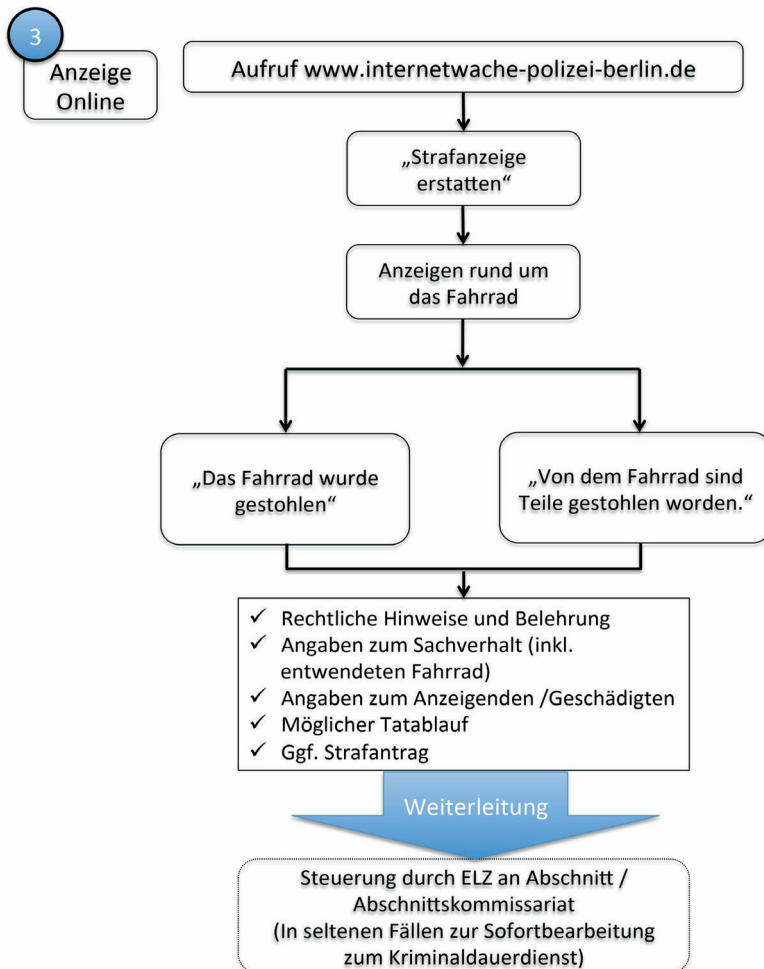 3
Anzeige
Online
Aufruf www.internetwache-polizei-berlin.de
„Strafanzeige
erstatten“
Anzeigen rund um
das Fahrrad
„Das Fahrrad wurde
gestohlen“
„Von dem Fahrrad sind
Teile gestohlen worden.“
✓ Rechtliche Hinweise und Belehrung
✓ Angaben zum Sachverhalt (inkl.
entwendeten Fahrrad)
✓ Angaben zum Anzeigenden /Geschädigten
✓ Möglicher Tatablauf
✓ Ggf. Strafantrag
Weiterleitung
Steuerung durch ELZ an Abschnitt /
Abschnittskommissariat
(In seltenen Fällen zur Sofortbearbeitung
zum Kriminaldauerdienst)